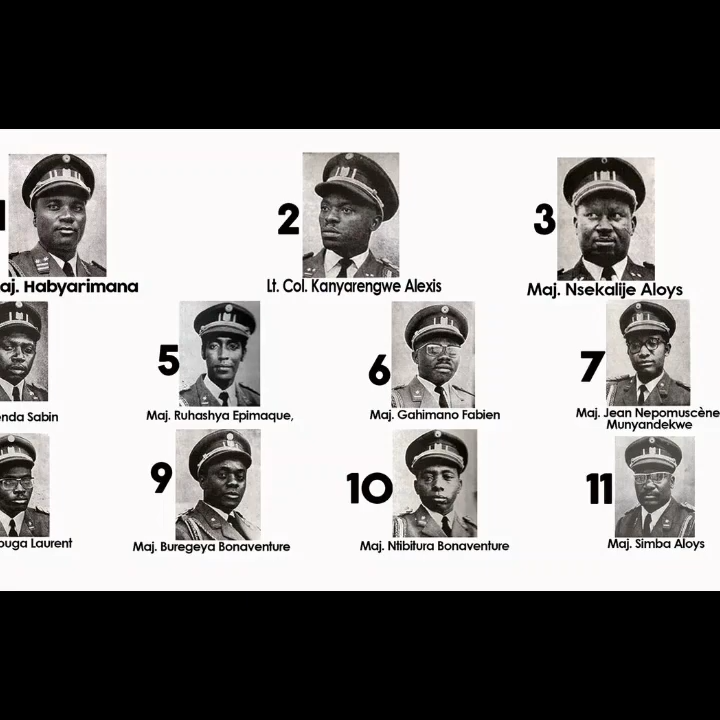 1
aj. Habyarimana
2
Lt. Col. Kanyarengwe Alexis
3
Maj. Nsekalije Aloys
enda Sabin
5
Maj. Ruhashya Epimaque,
6
Maj. Gahimano Fabien
7
Maj. Jean Nepomuscène
Munyandekwe
ouga Laurent
9
Maj. Buregeya Bonaventure
10
Maj. Ntibitura Bonaventure
11
Maj. Simba Aloys